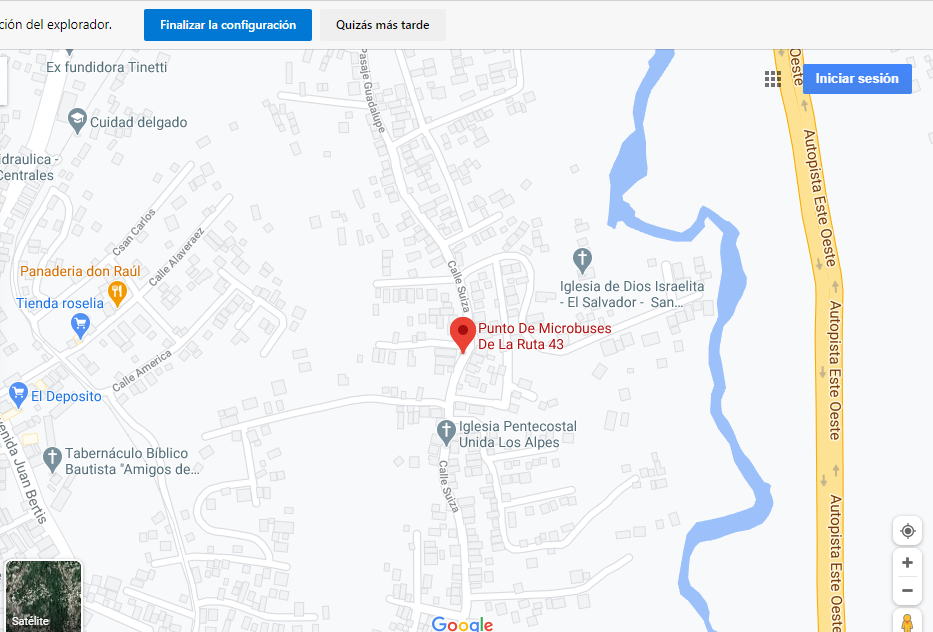 ción del explorador.
Finalizar la configuración
Quizás más tarde
Ex fundidora Tinetti
Pasaje Guadalupe
Oeste
Iniciar sesión
Cuidad delgado
idraulica -
Centrales
Autopista Este Oeste
Csan Carlos
Calle Alaveraez
Panaderia don Raúl
Tienda roselia
Calle Suiza
Iglesia de Dios Israelita
- El Salvador - San...
Punto De Microbuses
De La Ruta 43
Autopista Este Oeste
Calle America
El Deposito
Iglesia Pentecostal
Unida Los Alpes
Tabernáculo Bíblico
Bautista "Amigos de...
Avenida Juan Bertis
Calle Suiza
Autopista Este Oeste
Satélite
Google